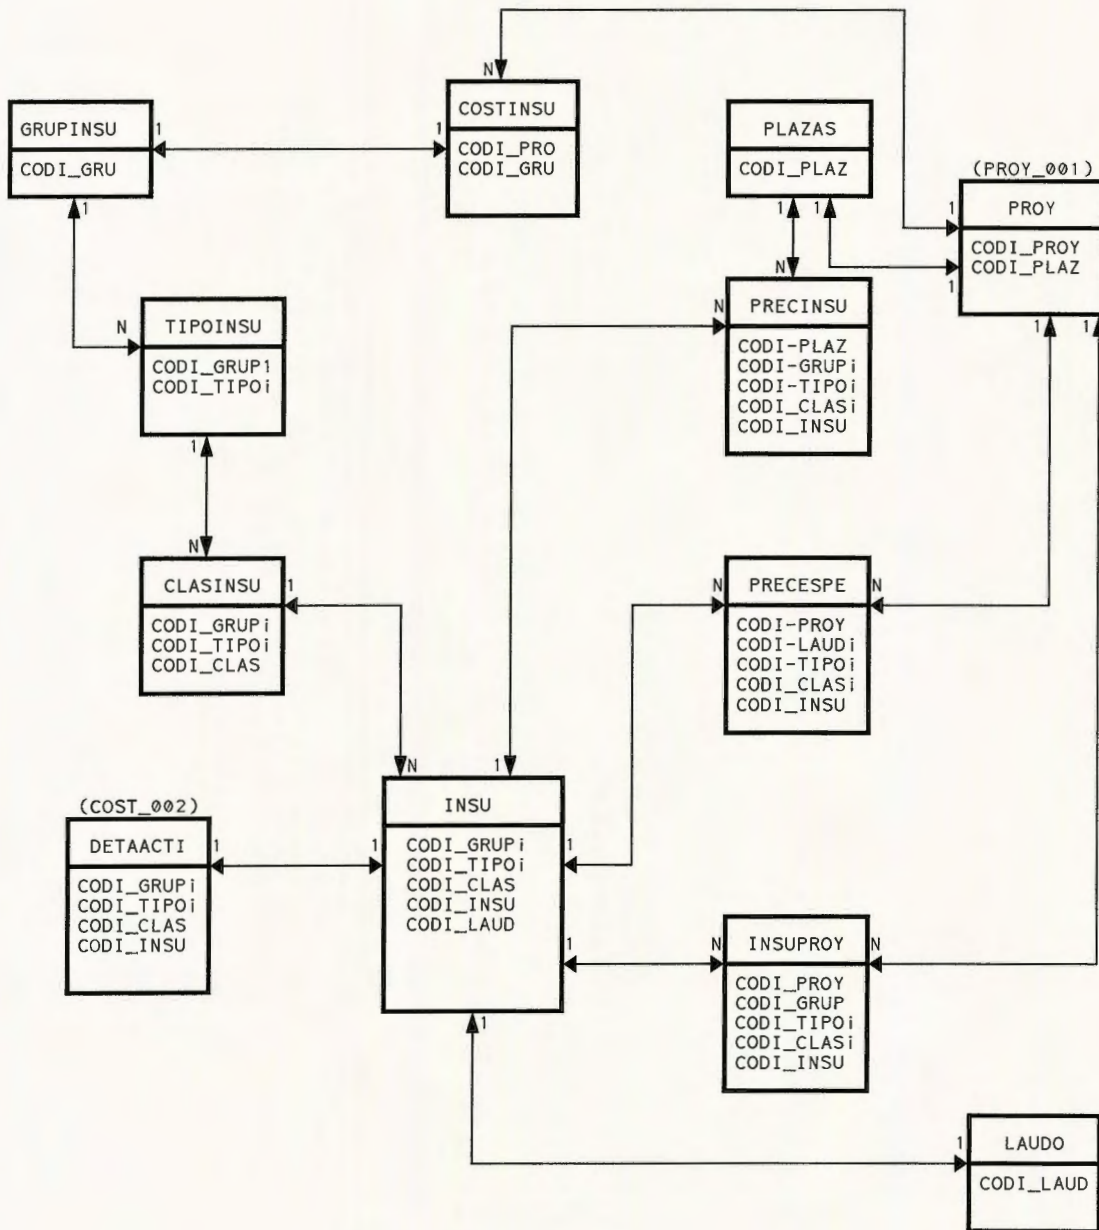 N
COSTINSU
CODI_PRO
CODI_GRU
GRUPINSU
CODI_GRU
1
1
1
PLAZAS
CODI_PLAZ
1
1
(PROY_001)
PROY
CODI_PROY
CODI_PLAZ
1
1
1
1
N
TIPOINSU
CODI_GRUP1
CODI_TIPOi
1
N
N
PRECINSU
CODI-PLAZ
CODI-GRUPi
CODI-TIPOi
CODI_CLASi
CODI_INSU
N
CLASINSU
1
CODI_GRUPi
CODI_TIPOi
CODI_CLAS
N
PRECESPE
N
CODI-PROY
CODI-LAUDi
CODI-TIPOi
CODI_CLASi
CODI_INSU
N
1
INSU
CODI_GRUPi
CODI_TIPOi
CODI_CLAS
CODI_INSU
CODI_LAUD
1
1
1
1
(COST_002)
DETAACTI
1
CODI_GRUPi
CODI_TIPOi
CODI_CLAS
CODI_INSU
N
INSUPROY
N
CODI_PROY
CODI_GRUP
CODI_TIPOi
CODI_CLASi
CODI_INSU
1
LAUDO
CODI_LAUD